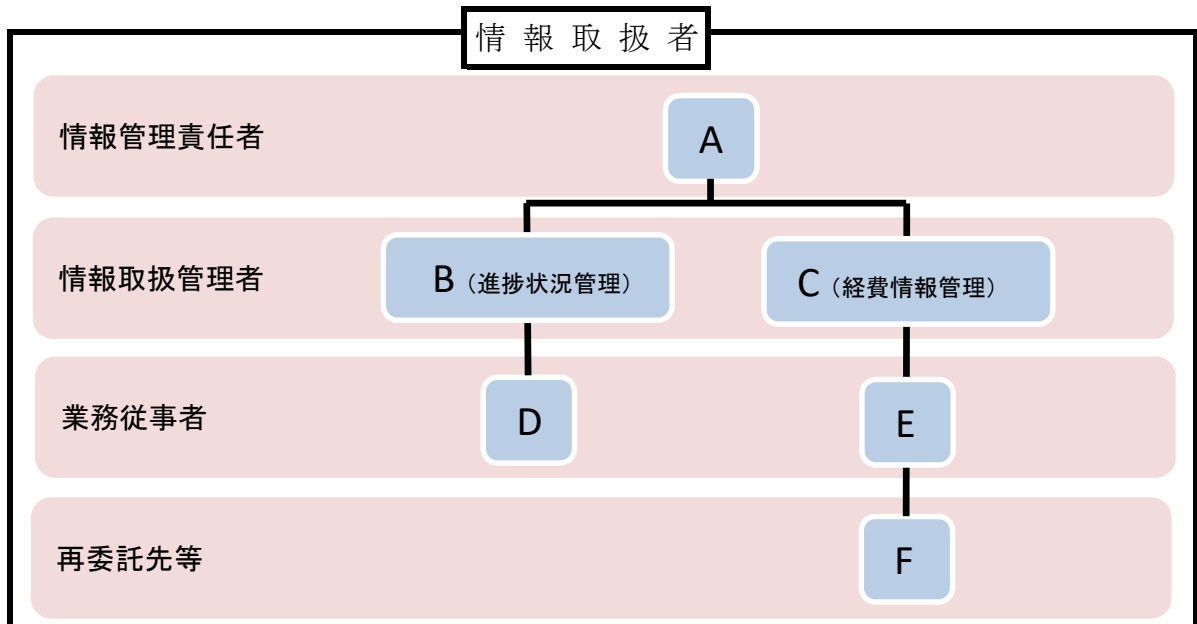 情報取扱者
情報管理責任者
A
情報取扱管理者
B（進捗状況管理）
C（経費情報管理）
業務従事者
D
E
再委託先等
F